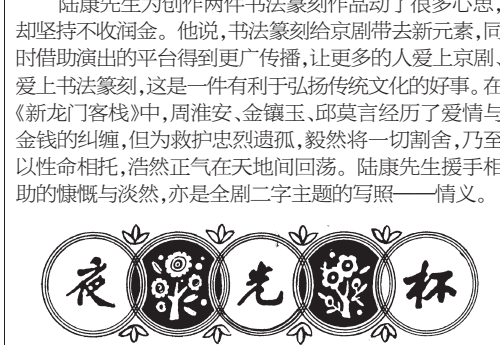 陆康先生为创作两件书法篆刻作品动了很多心思,
却坚持不收润金。他说,书法篆刻给京剧带去新元素,同
时借助演出的平台得到更广传播,让更多的人爱上京剧、
爱上书法篆刻,这是一件有利于弘扬传统文化的好事。在
《新龙门客栈》中,周淮安、金镶玉、邱莫言经历了爱情与
金钱的纠缠,但为救护忠烈遗孤,毅然将一切割舍,乃至
以性命相托,浩然正气在天地间回荡。陆康先生援手相
助的慷慨与淡然,亦是全剧二字主题的写照——情义。
夜光杯